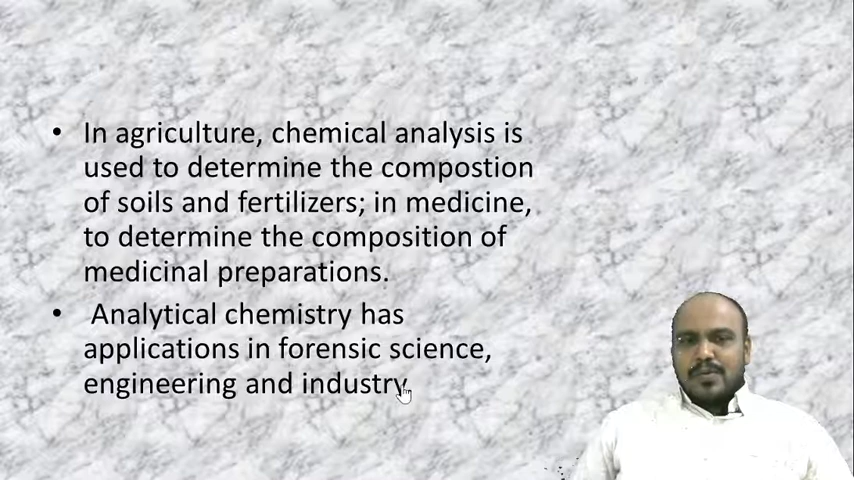 • In agriculture, chemical analysis is
used to determine the compostion
of soils and fertilizers; in medicine,
to determine the composition of
medicinal preparations.
• Analytical chemistry has
applications in forensic science,
engineering and industry